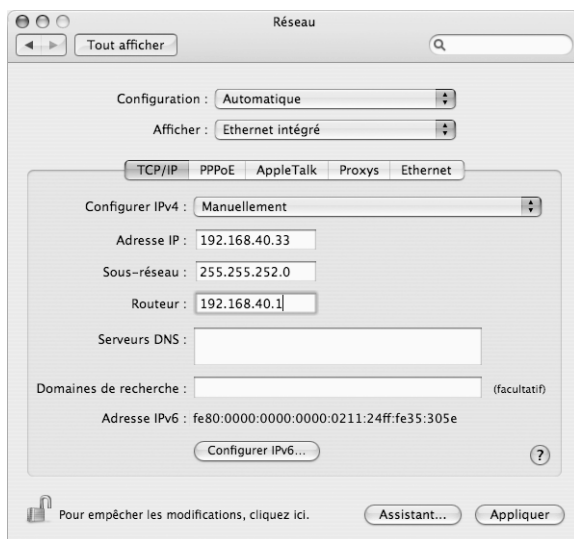 Réseau
Tout afficher
Configuration : Automatique
Afficher : Ethernet intégré
TCP/IP PPPoE AppleTalk Proxys Ethernet
Configurer IPv4 : Manuellement
Adresse IP : 192.168.40.33
Sous-réseau : 255.255.252.0
Routeur : 192.168.40.1
Serveurs DNS :
Domaines de recherche : (facultatif)
Adresse IPv6 : fe80:0000:0000:0000:0211:24ff:fe35:305e
Configurer IPv6... ?
Pour empêcher les modifications, cliquez ici. Assistant... Appliquer